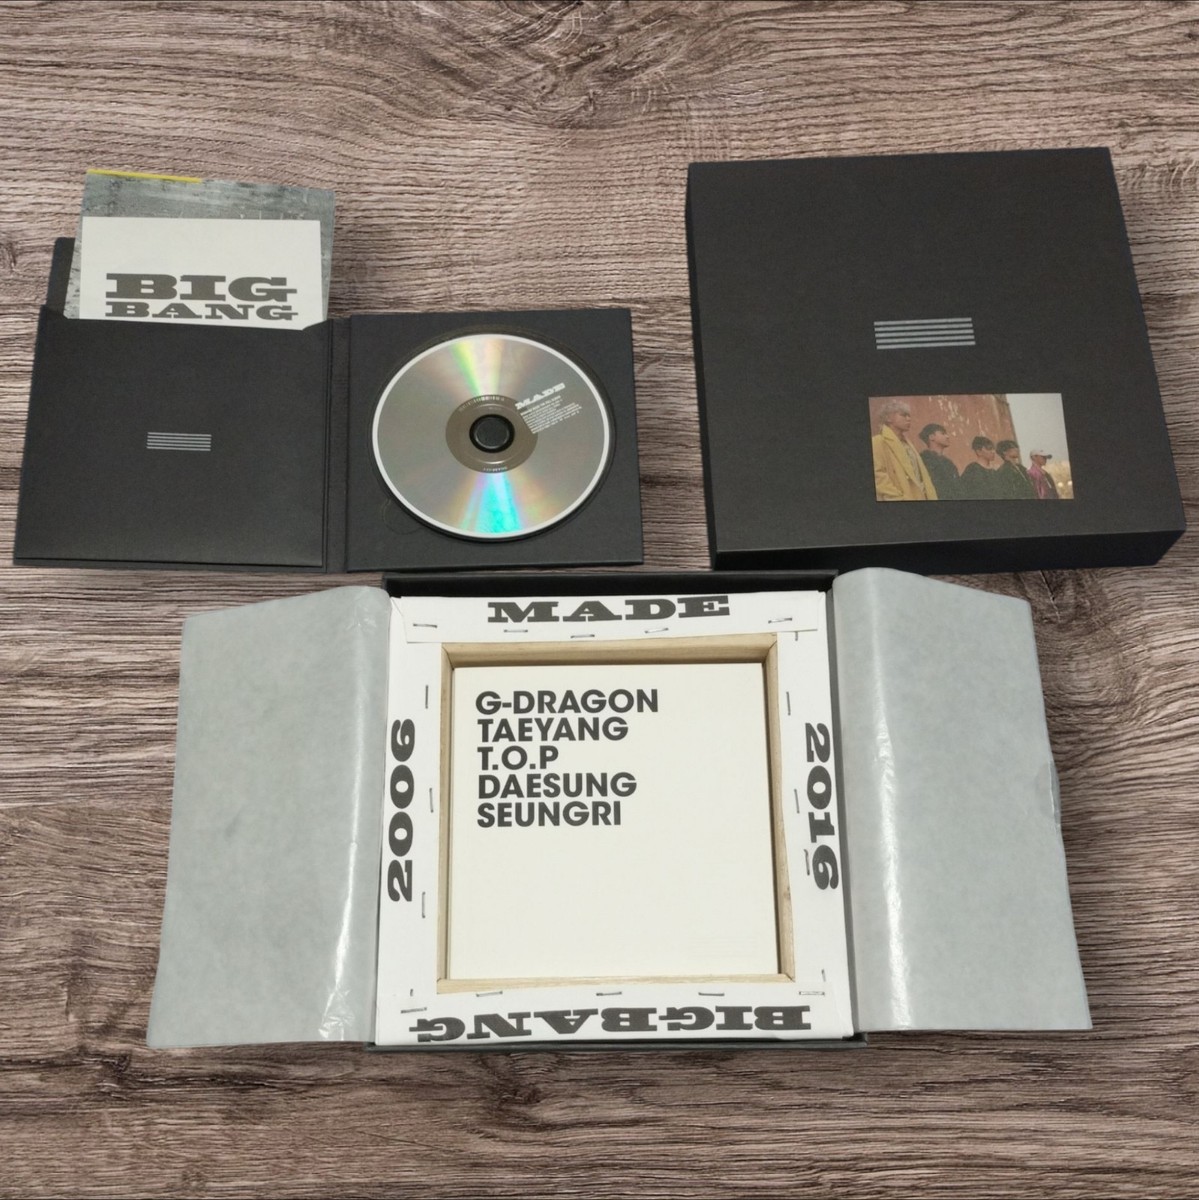 BIG
BANG
MADE
MADE
2006
2016
G-DRAGON
TAEYANG
T.O.P
DAESUNG
SEUNGRI
BIGBANG